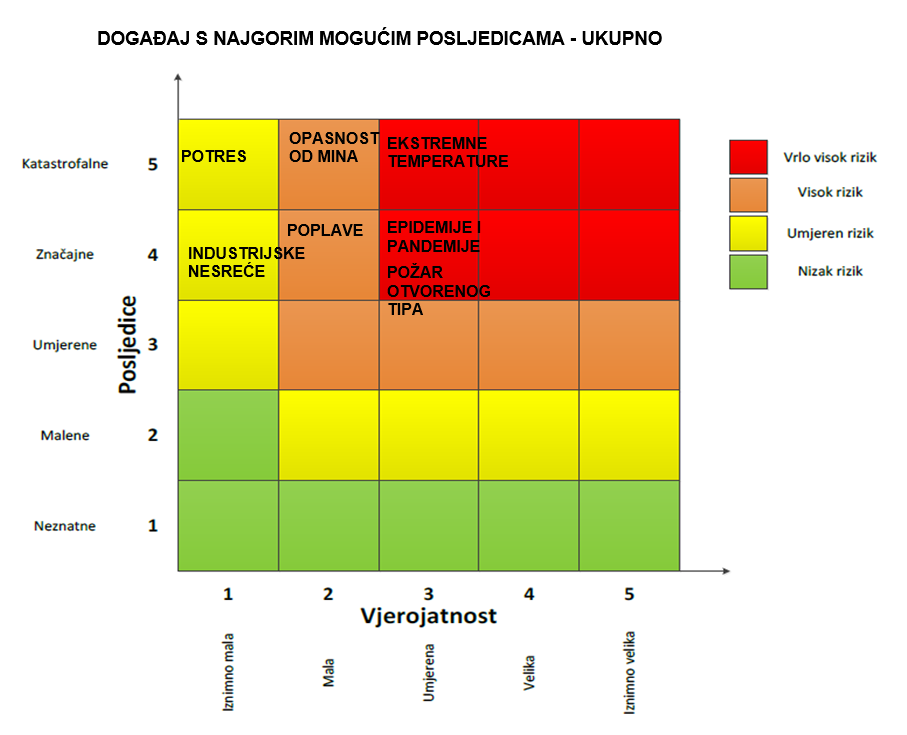 DOGAĐAJ S NAJGORIM MOGUĆIM POSLJEDICAMA - UKUPNO
Katastrofalne 5
POTRES
OPASNOST
OD MINA
EKSTREMNE
TEMPERATURE
Značajne 4
INDUSTRIJSKE
NESREĆE
POPLAVE
EPIDEMIJE I
PANDEMIJE
POŽAR
OTVORENOG
TIPA
Umjerene 3
Malene 2
Neznatne 1
Posljedice
1 2 3 4 5
Vjerojatnost
Iznimno mala
Mala
Umjerena
Velika
Iznimno velika
Vrlo visok rizik
Visok rizik
Umjeren rizik
Nizak rizik